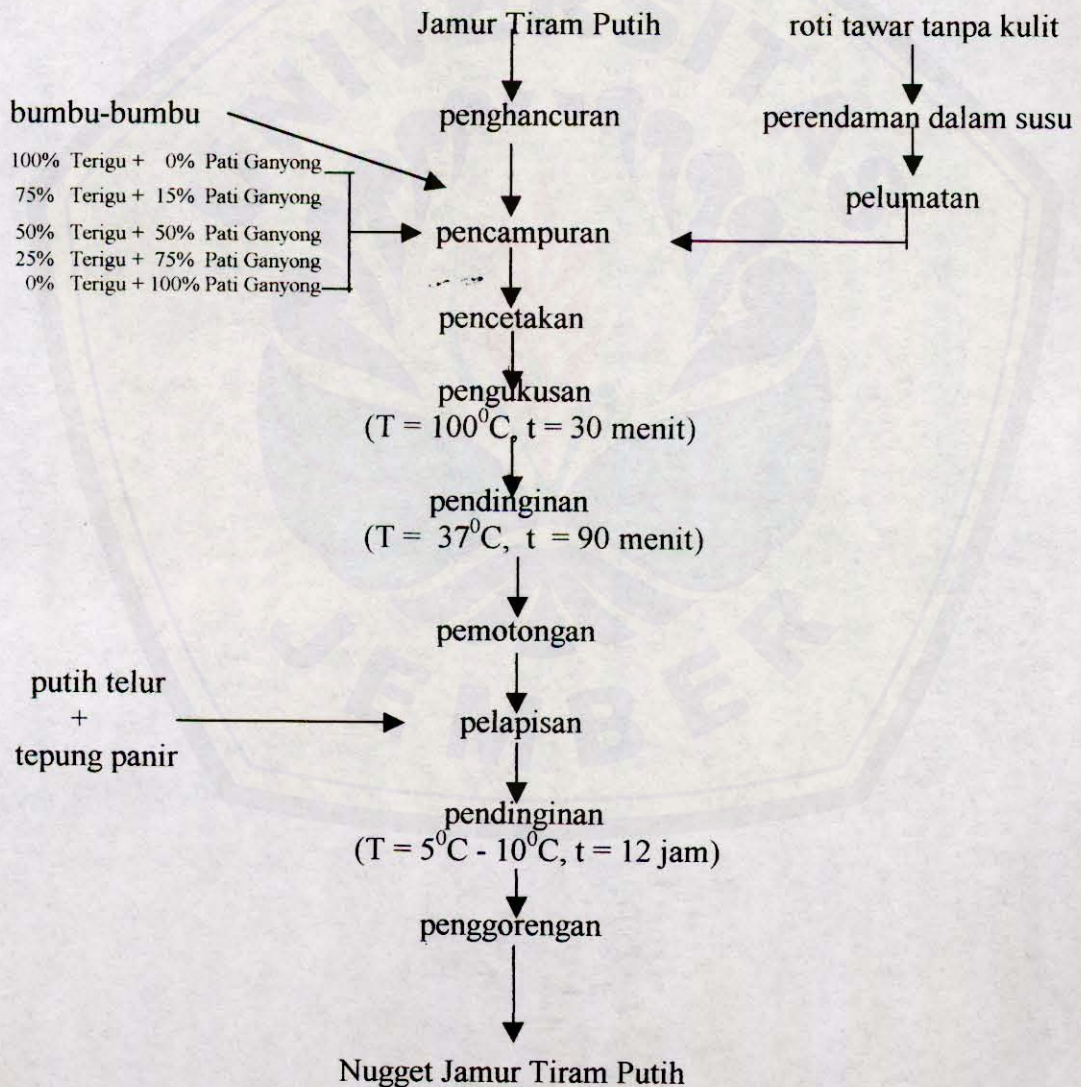 Jamur Tiram Putih
roti tawar tanpa kulit
bumbu-bumbu
penghancuran
perendaman dalam susu
100% Terigu + 0% Pati Ganyong
75% Terigu + 15% Pati Ganyong
50% Terigu + 50% Pati Ganyong
25% Terigu + 75% Pati Ganyong
0% Terigu + 100% Pati Ganyong
pelumatan
pencampuran
pencetakan
pengukusan
(T = 100⁰C, t = 30 menit)
pendinginan
(T = 37⁰C, t = 90 menit)
pemotongan
putih telur
+
tepung panir
pelapisan
pendinginan
(T = 5⁰C - 10⁰C, t = 12 jam)
penggorengan
Nugget Jamur Tiram Putih
UNIVERSITAS
JEMBER